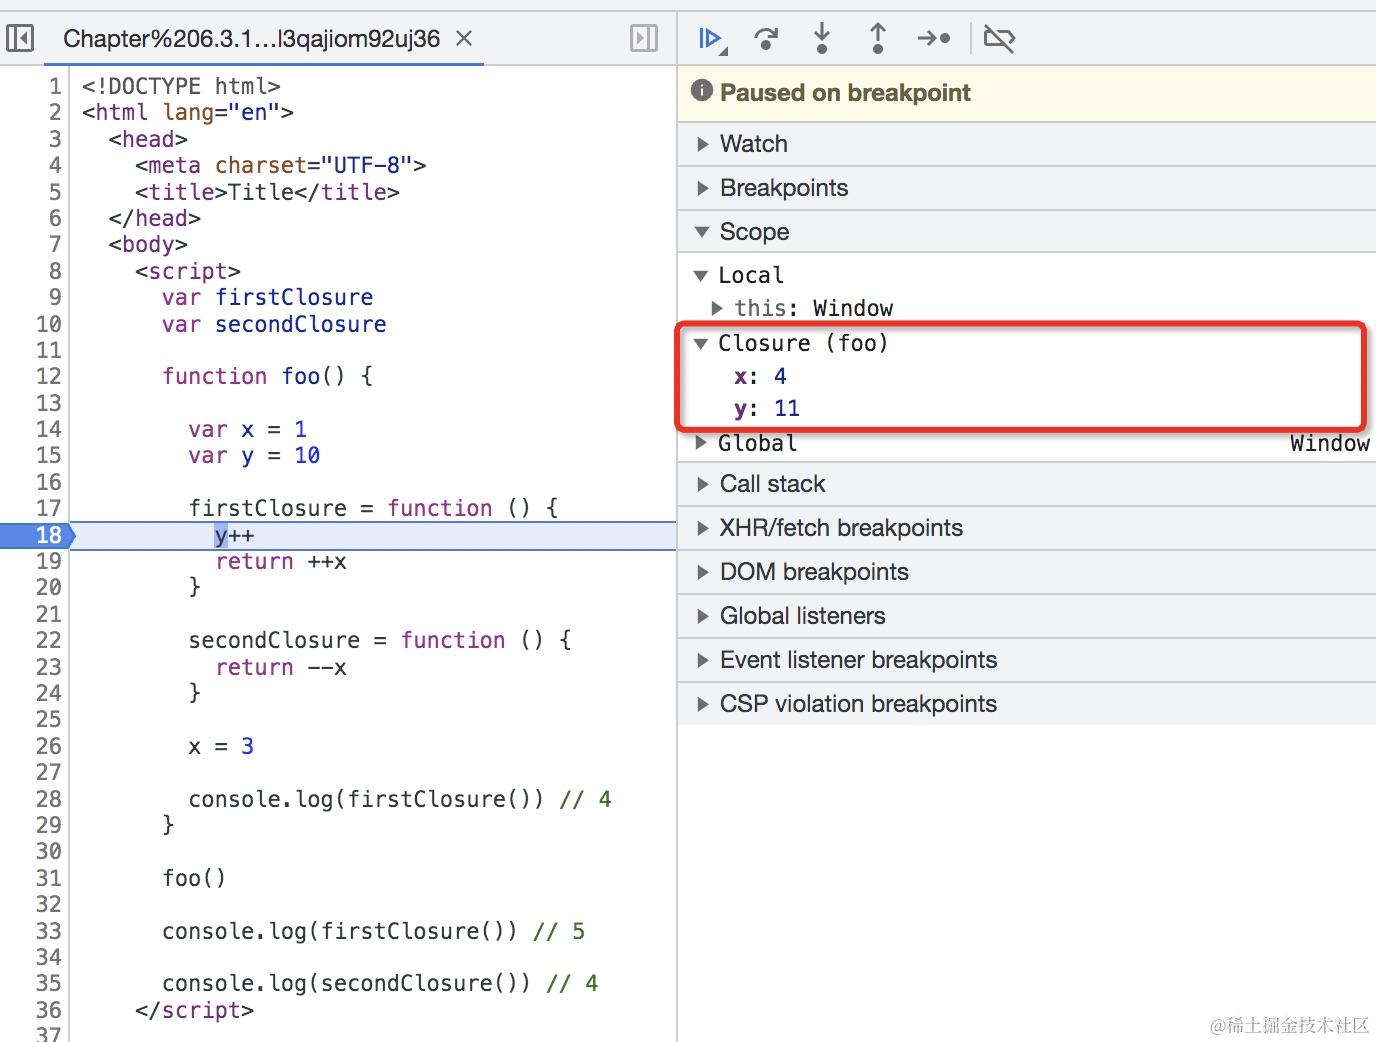 Chapter%206.3.1...l3qajiom92uj36
1 <!DOCTYPE html>
2 <html lang="en">
3 <head>
4 <meta charset="UTF-8">
5 <title>Title</title>
6 </head>
7 <body>
8 <script>
9 var firstClosure
10 var secondClosure
11
12 function foo() {
13
14 var x = 1
15 var y = 10
16
17 firstClosure = function () {
18 y++
19 return ++x
20 }
21
22 secondClosure = function () {
23 return --x
24 }
25
26 x = 3
27
28 console.log(firstClosure()) // 4
29 }
30
31 foo()
32
33 console.log(firstClosure()) // 5
34
35 console.log(secondClosure()) // 4
36 </script>
37
Paused on breakpoint
Watch
Breakpoints
Scope
Local
this: Window
Closure (foo)
x: 4
y: 11
Global Window
Call stack
XHR/fetch breakpoints
DOM breakpoints
Global listeners
Event listener breakpoints
CSP violation breakpoints
@稀土掘金技术社区